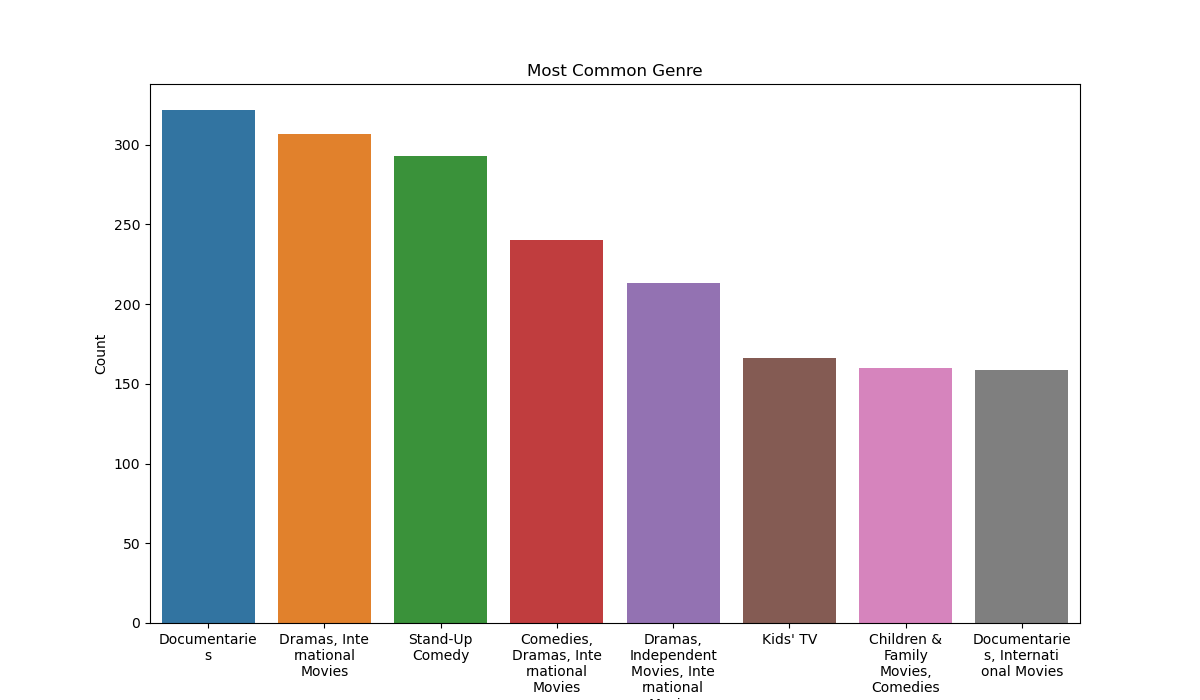 Most Common Genre
Count
300
250
200
150
100
50
0
Documentarie
s
Dramas, Inte
rnational
Movies
Stand-Up
Comedy
Comedies,
Dramas, Inte
rnational
Movies
Dramas,
Independent
Movies, Inte
rnational
Kids' TV
Children &
Family
Movies,
Comedies
Documentarie
s, Internati
onal Movies